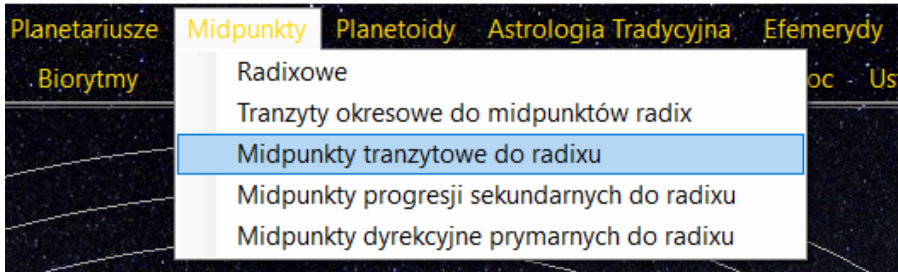 Planetariusze Midpunkty Planetoidy Astrologia Tradycyjna Efemerydy
Biorytmy
Radixowe
Tranzyty okresowe do midpunktów radix
Midpunkty tranzytowe do radixu
Midpunkty progresji sekundarnych do radixu
Midpunkty dyrekcyjne prymarnych do radixu